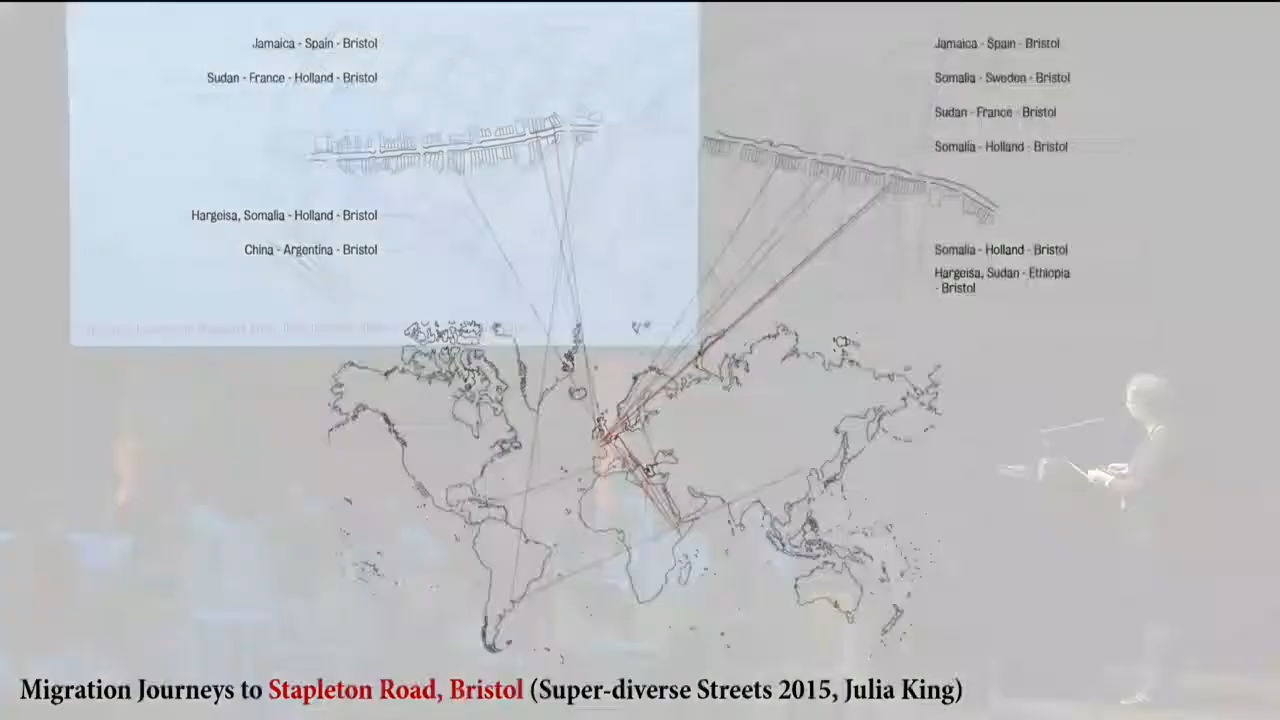 Jamaica - Spain - Bristol
Sudan - France - Holland - Bristol
Hargeisa, Somalia - Holland - Bristol
China - Argentina - Bristol
Jamaica - Spain - Bristol
Somalia - Sweden - Bristol
Sudan - France - Bristol
Somalia - Holland - Bristol
Somalia - Holland - Bristol
Hargeisa, Sudan - Ethiopia
- Bristol
Migration Journeys to Stapleton Road, Bristol (Super-diverse Streets 2015, Julia King)